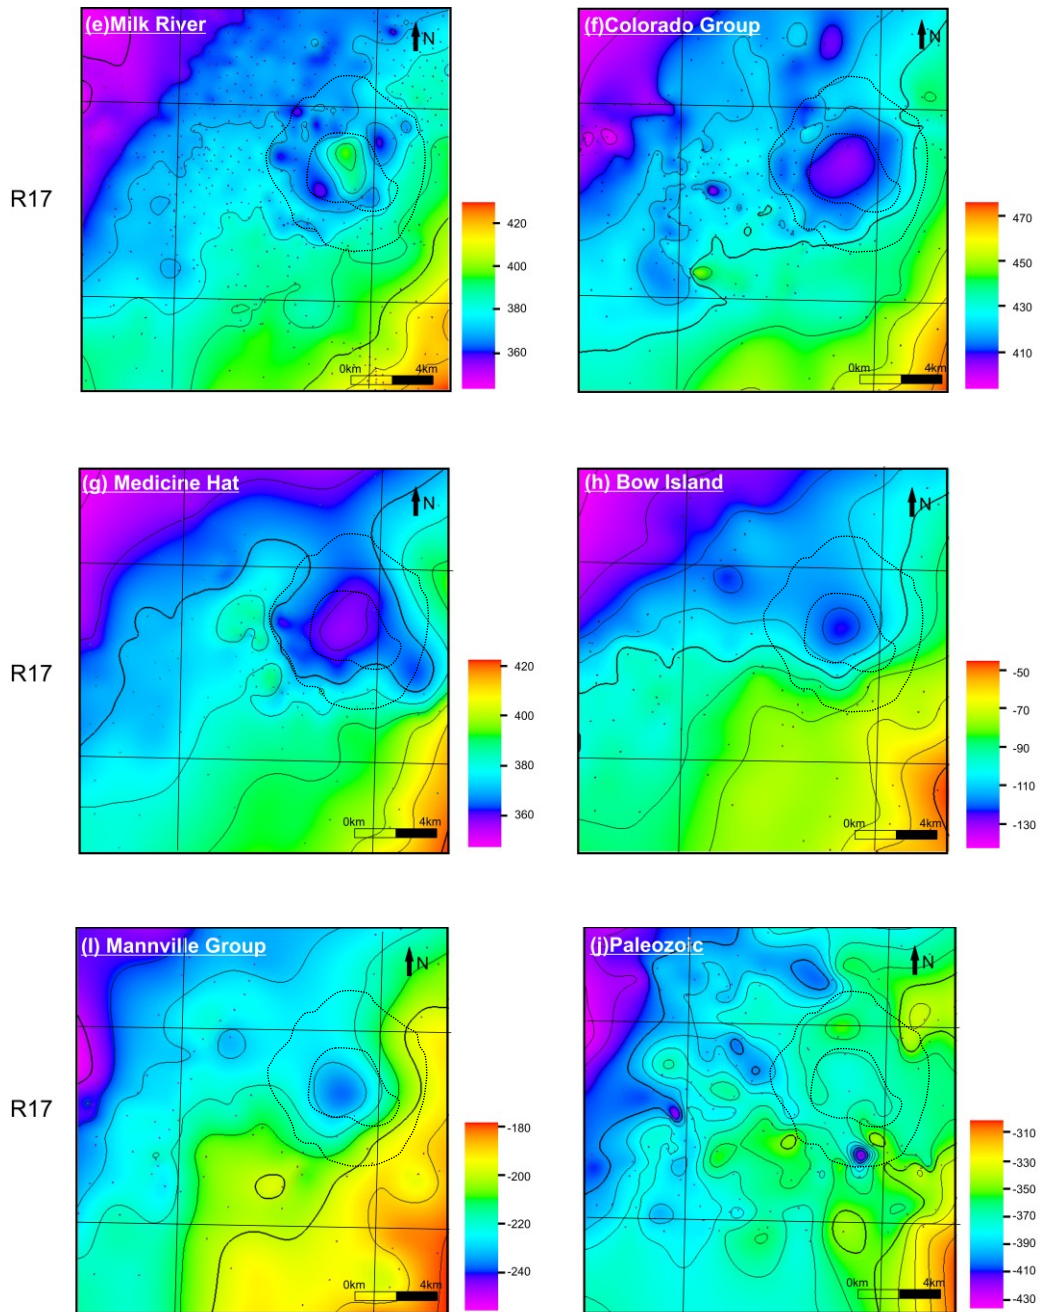 (e)Milk River
N
0km 4km
R17
420
400
380
360
(f)Colorado Group
N
0km 4km
470
450
430
410
(g) Medicine Hat
N
0km 4km
R17
420
400
380
360
(h) Bow Island
N
0km 4km
-50
-70
-90
-110
-130
(I) Mannville Group
N
0km 4km
R17
-180
-200
-220
-240
(j)Paleozoic
N
0km 4km
-310
-330
-350
-370
-390
-410
-430